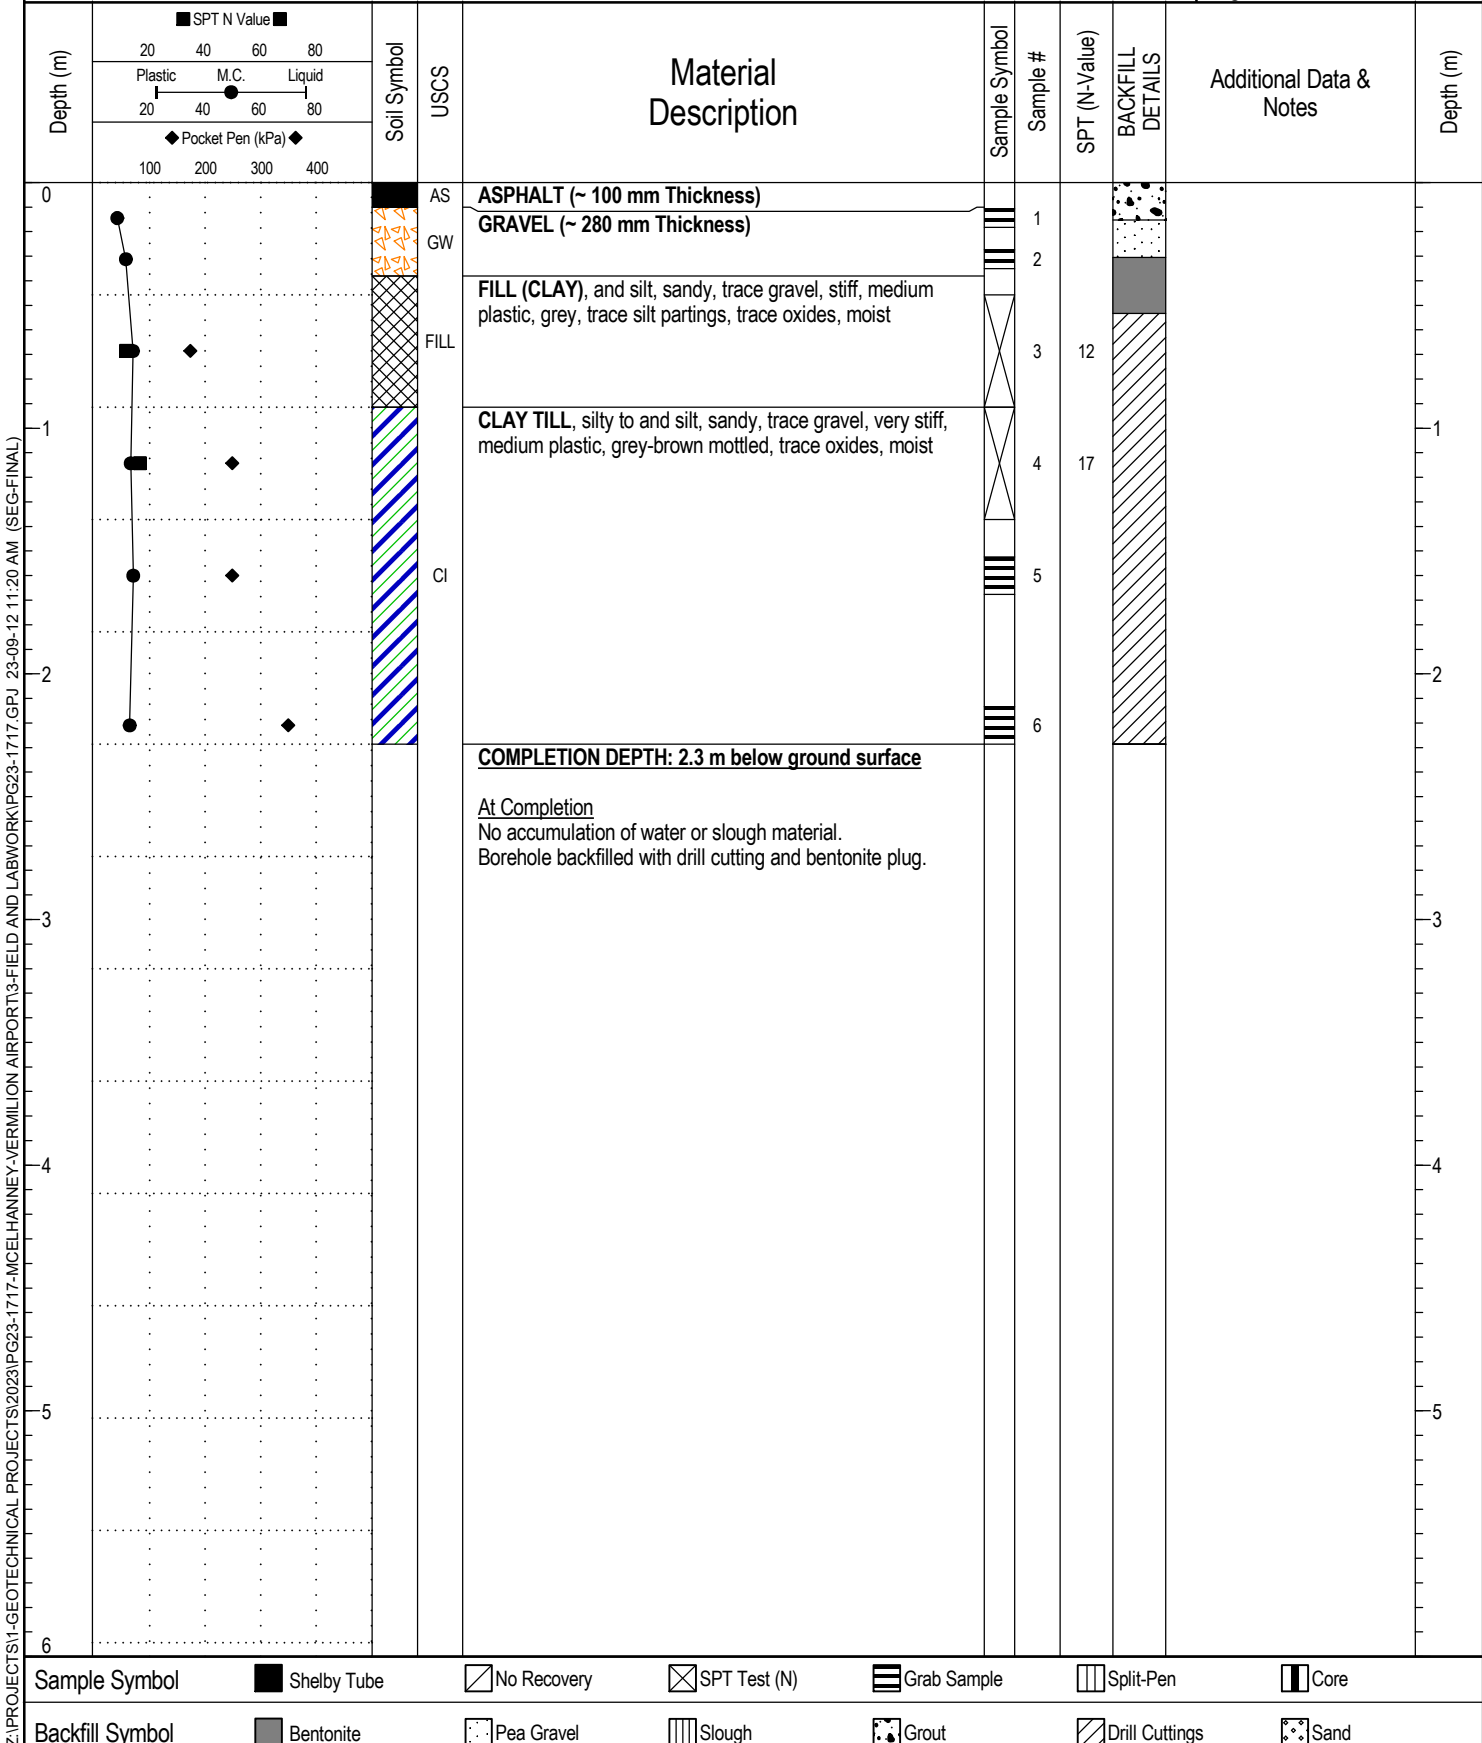 Depth (m)
■ SPT N Value ■
20 40 60 80
Plastic M.C. Liquid
20 40 60 80
◆ Pocket Pen (kPa) ◆
100 200 300 400
Soil Symbol
USCS
Material
Description
Sample Symbol
Sample #
SPT (N-Value)
BACKFILL
DETAILS
Additional Data &
Notes
Depth (m)
0
AS
ASPHALT (~ 100 mm Thickness)
1
GW
GRAVEL (~ 280 mm Thickness)
2
FILL
FILL (CLAY), and silt, sandy, trace gravel, stiff, medium
plastic, grey, trace silt partings, trace oxides, moist
3 12
1
CLAY TILL, silty to and silt, sandy, trace gravel, very stiff,
medium plastic, grey-brown mottled, trace oxides, moist
1
4 17
CI
5
2
2
6
COMPLETION DEPTH: 2.3 m below ground surface
At Completion
No accumulation of water or slough material.
Borehole backfilled with drill cutting and bentonite plug.
3
3
4
4
5
5
6
Z:\PROJECTS\1-GEOTECHNICAL PROJECTS\2023\PG23-1717-MCELHANNEY-VERMILION AIRPORT\3-FIELD AND LABWORK\PG23-1717.GPJ 23-09-12 11:20 AM (SEG-FINAL)
Sample Symbol Shelby Tube No Recovery SPT Test (N) Grab Sample Split-Pen Core
Backfill Symbol Bentonite Pea Gravel Slough Grout Drill Cuttings Sand